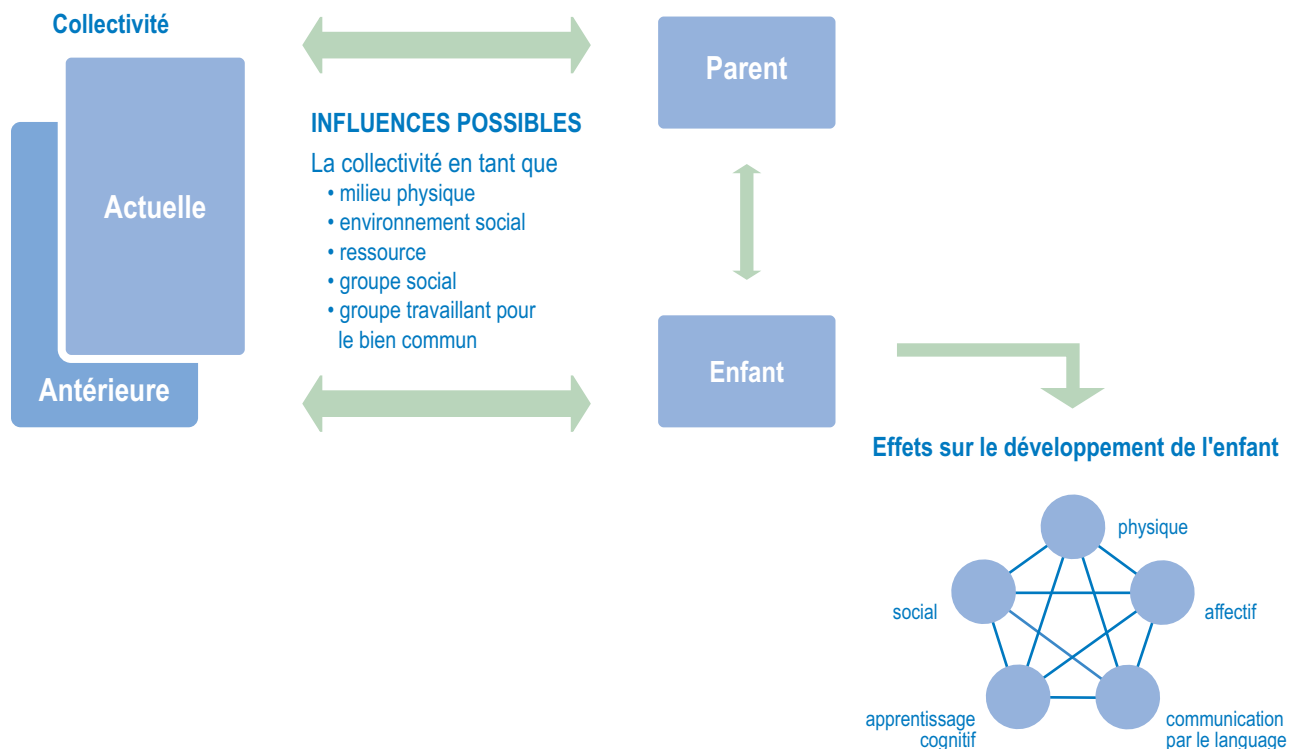 Collectivité
Actuelle
Antérieure
INFLUENCES POSSIBLES
La collectivité en tant que
• milieu physique
• environnement social
• ressource
• groupe social
• groupe travaillant pour
le bien commun
Parent
Enfant
Effets sur le développement de l'enfant
physique
social
affectif
apprentissage
cognitif
communication
par le language